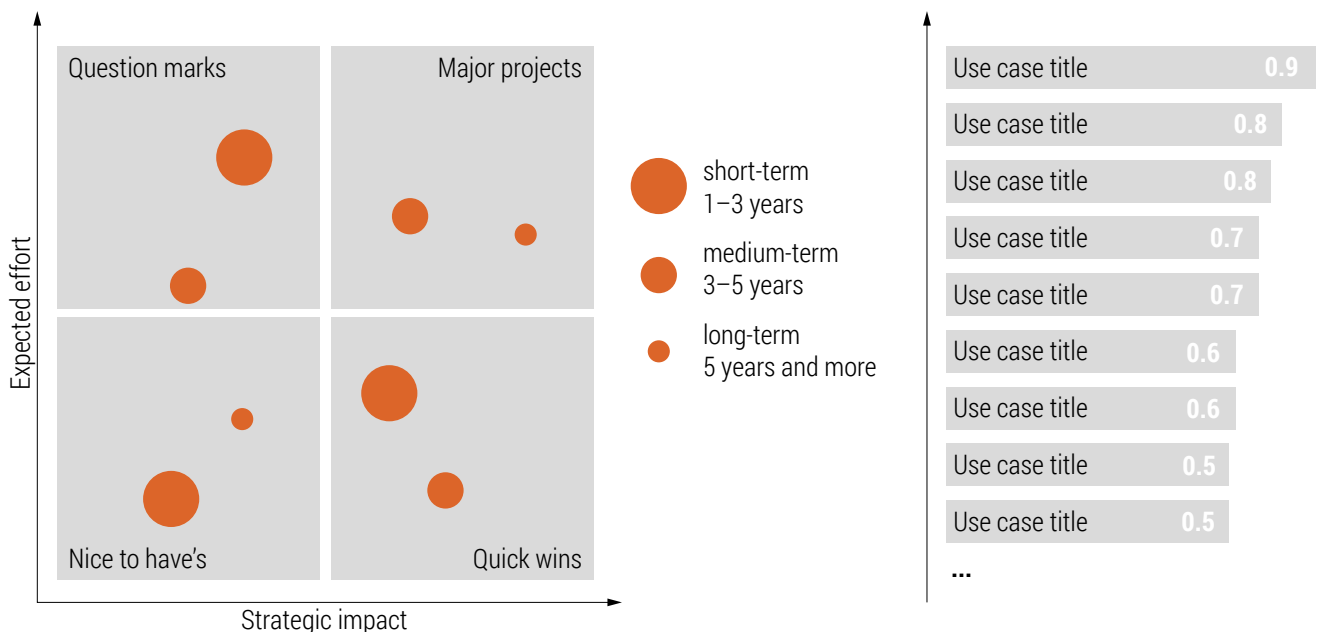 Question marks
Major projects
Nice to have's
Quick wins
Expected effort
Strategic impact
short-term
1–3 years
medium-term
3–5 years
long-term
5 years and more
Use case title 0.9
Use case title 0.8
Use case title 0.8
Use case title 0.7
Use case title 0.7
Use case title 0.6
Use case title 0.6
Use case title 0.5
Use case title 0.5
...